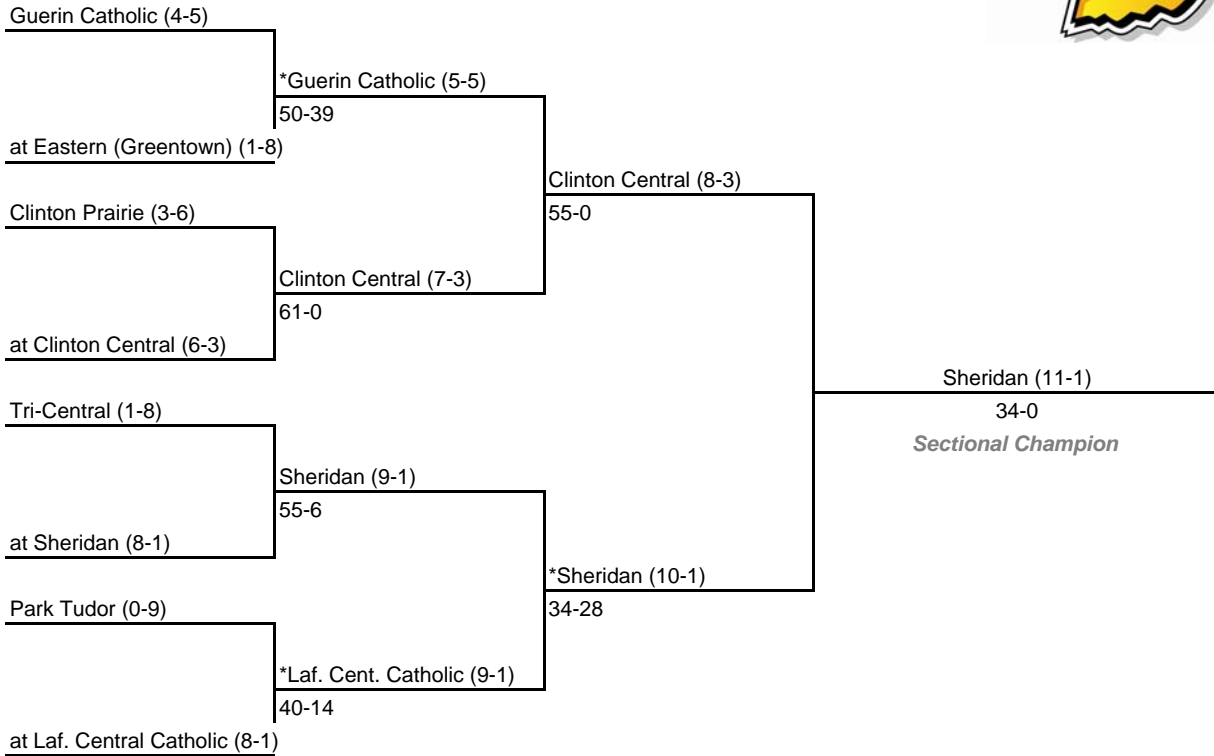 Guerin Catholic (4-5)
*Guerin Catholic (5-5)
50-39
at Eastern (Greentown) (1-8)
Clinton Central (8-3)
55-0
Clinton Prairie (3-6)
Clinton Central (7-3)
61-0
at Clinton Central (6-3)
Sheridan (11-1)
34-0
Sectional Champion
Tri-Central (1-8)
Sheridan (9-1)
55-6
at Sheridan (8-1)
*Sheridan (10-1)
34-28
Park Tudor (0-9)
*Laf. Cent. Catholic (9-1)
40-14
at Laf. Central Catholic (8-1)